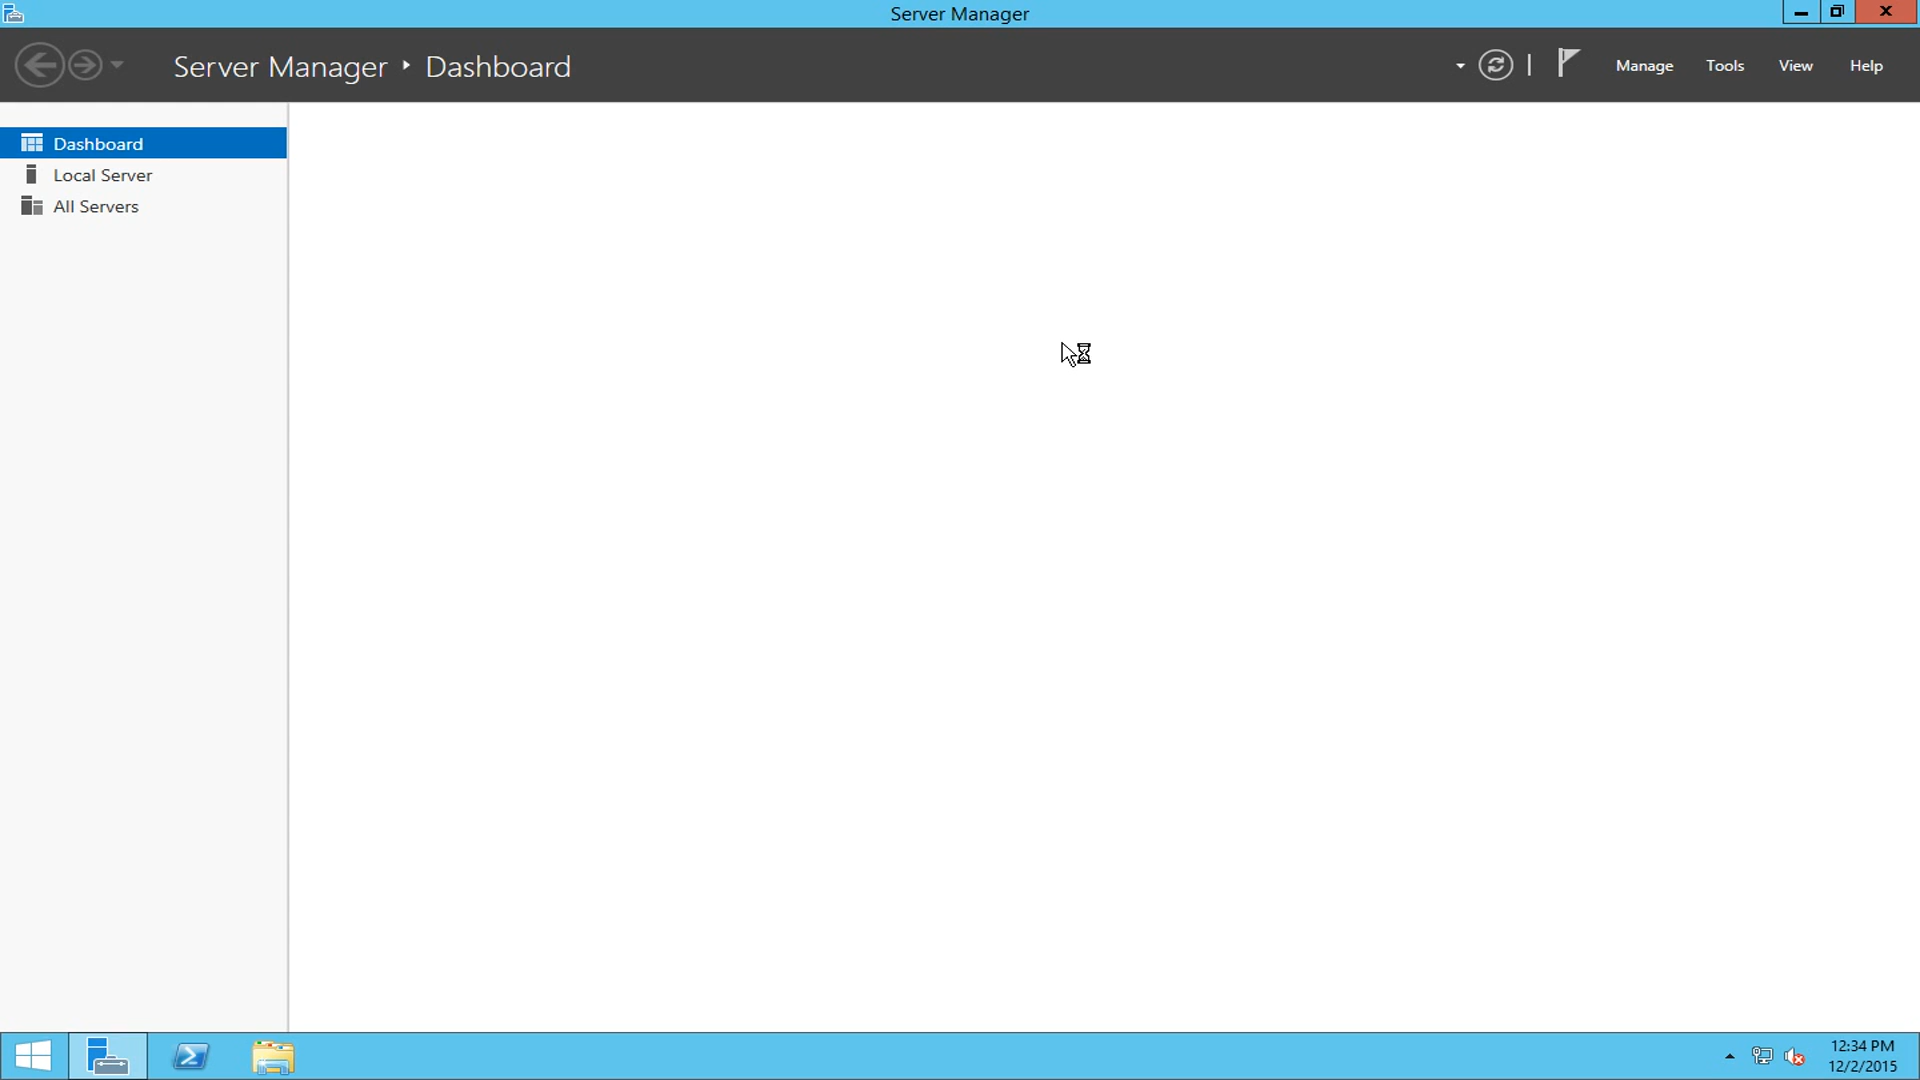 Server Manager
Server Manager ‣ Dashboard
Manage
Tools
View
Help
Dashboard
Local Server
All Servers
12:34 PM
12/2/2015